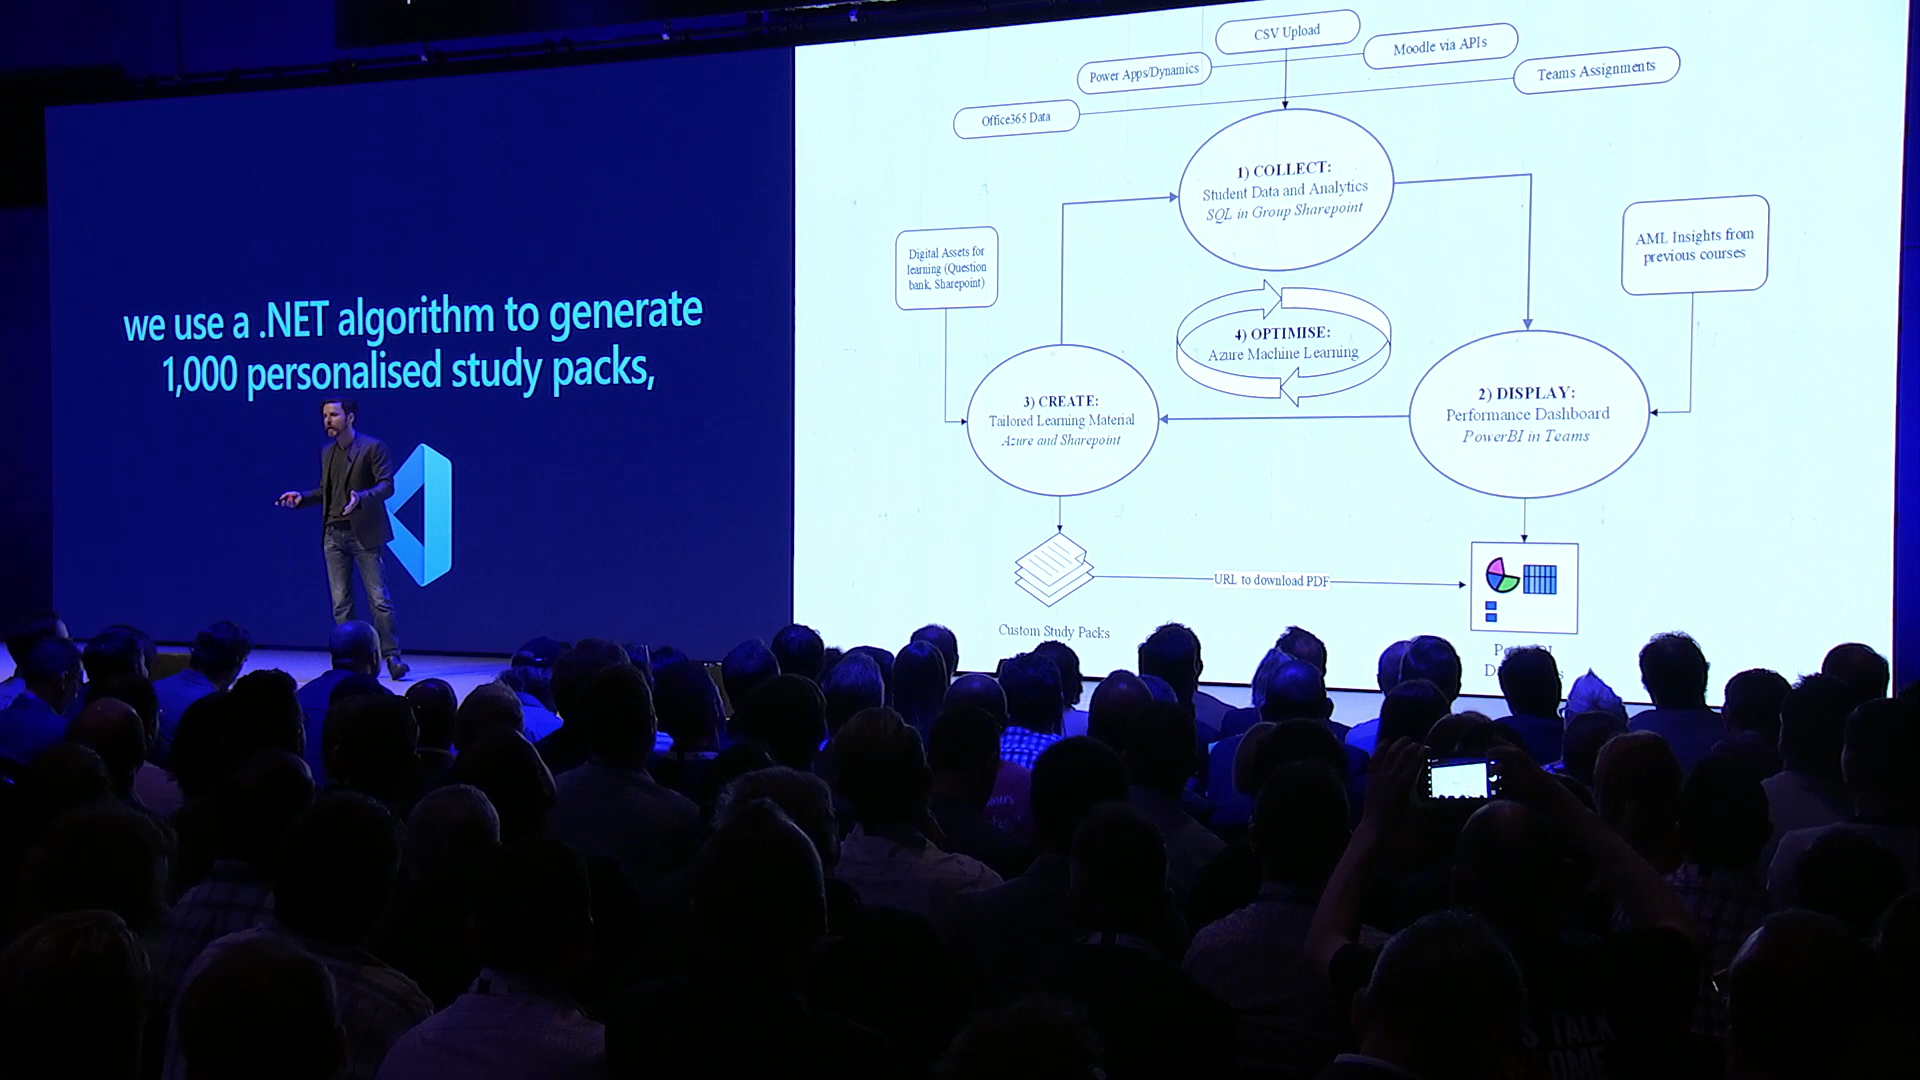 we use a .NET algorithm to generate
1,000 personalised study packs,
CSV Upload
Moodle via APIs
Power Apps/Dynamics
Teams Assignments
Office365 Data
1) COLLECT:
Student Data and Analytics
SQL in Group Sharepoint
Digital Assets for
learning (Question
bank, Sharepoint)
AML Insights from
previous courses
4) OPTIMISE:
Azure Machine Learning
3) CREATE:
Tailored Learning Material
Azure and Sharepoint
2) DISPLAY:
Performance Dashboard
PowerBI in Teams
URL to download PDF
Custom Study Packs
TALK